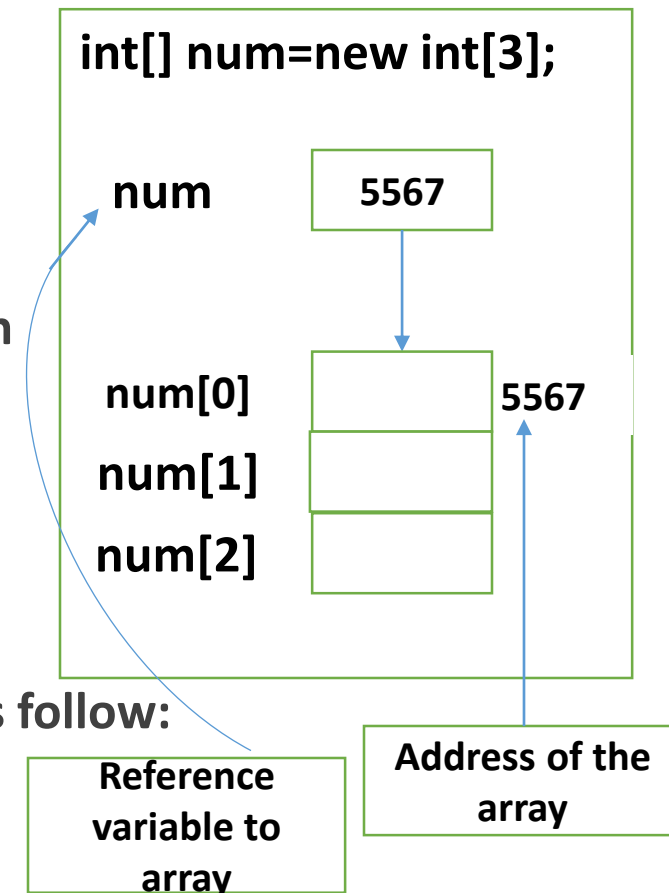 int[] num=new int[3];
num
5567
num[0]
5567
num[1]
num[2]
follow:
Address of the
array
Reference
variable to
array